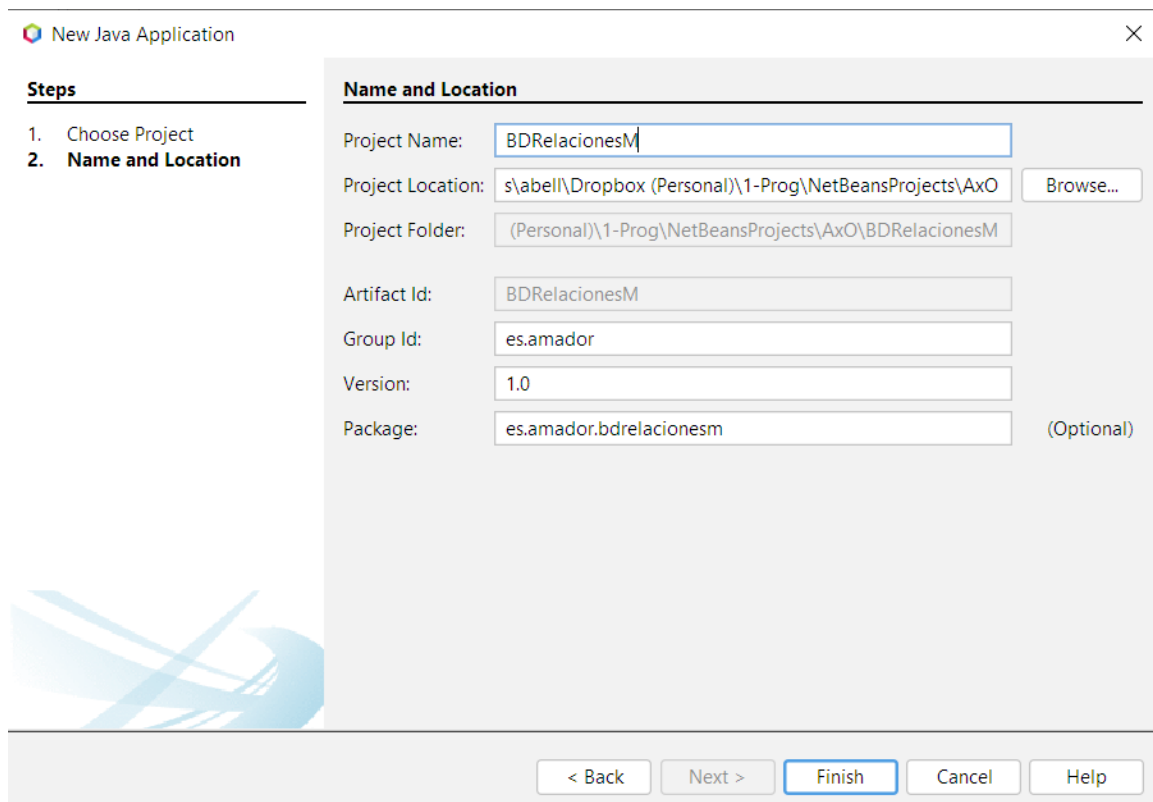 New Java Application
Steps
1. Choose Project
2. Name and Location
Name and Location
Project Name: BDRelacionesM
Project Location: s\abell\Dropbox (Personal)\1-Prog\NetBeansProjects\AxO Browse...
Project Folder: (Personal)\1-Prog\NetBeansProjects\AxO\BDRelacionesM
Artifact Id: BDRelacionesM
Group Id: es.amador
Version: 1.0
Package: es.amador.bdrelacionesm (Optional)
< Back Next > Finish Cancel Help